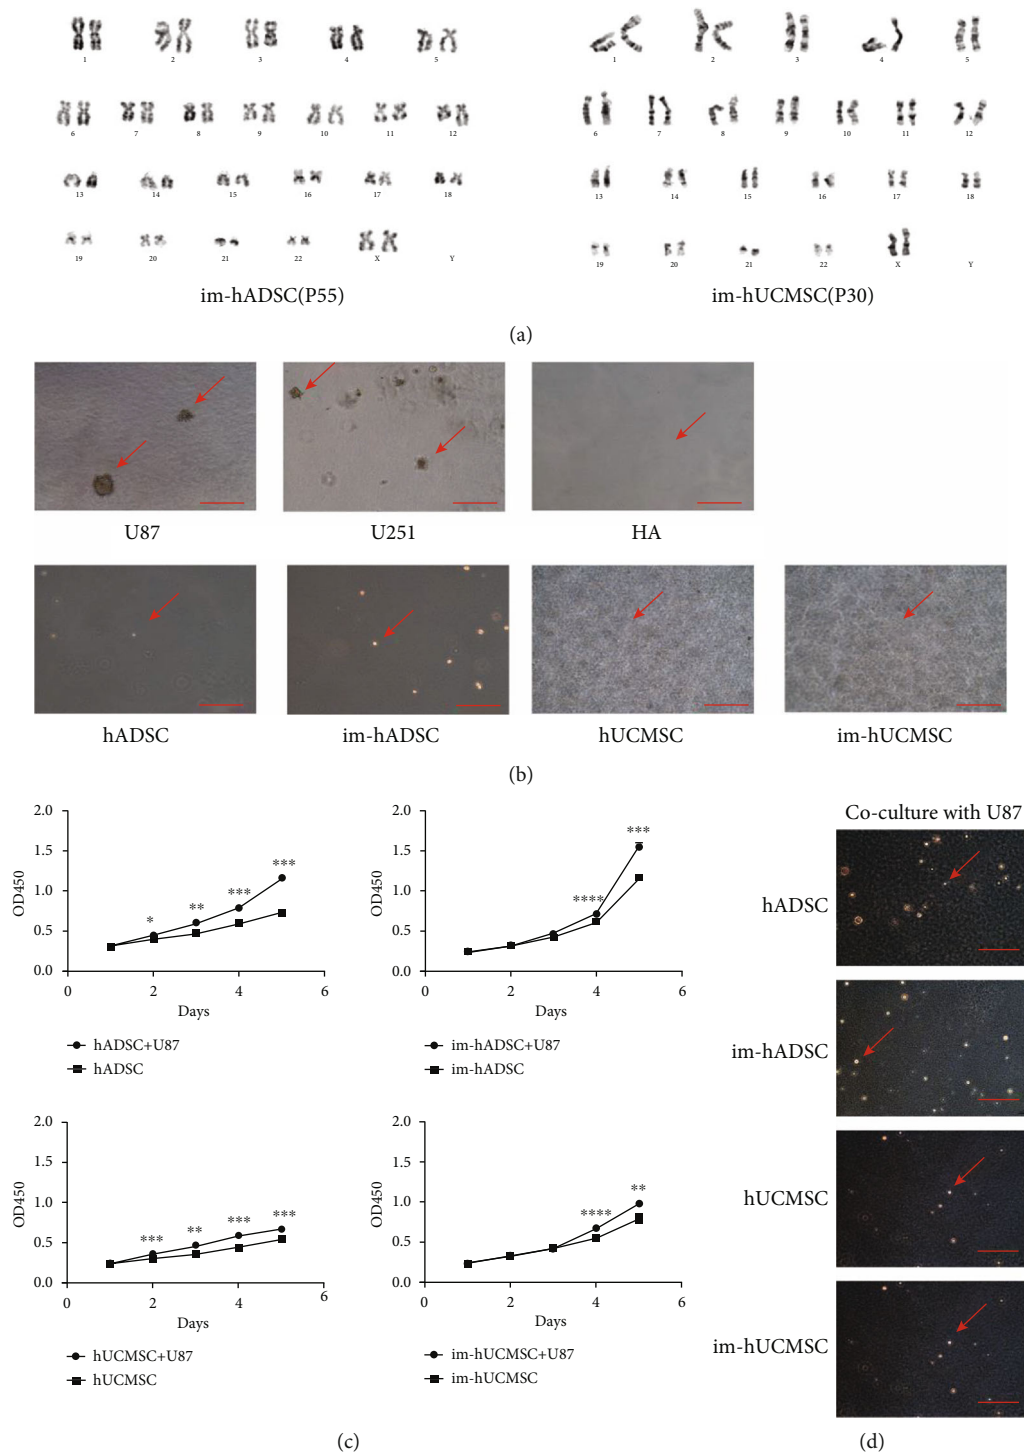 1 2 3 4 5
6 7 8 9 10 11 12
13 14 15 16 17 18
19 20 21 22 X Y
im-hADSC(P55)
1 2 3 4 5
6 7 8 9 10 11 12
13 14 15 16 17 18
19 20 21 22 X Y
im-hUCMSC(P30)
(a)
U87 U251 HA
hADSC im-hADSC hUCMSC im-hUCMSC
(b)
2.0
1.5
1.0
0.5
0.0
OD450
* ** *** ***
0 2 4 6
Days
hADSC+U87
hADSC
2.0
1.5
1.0
0.5
0.0
OD450
**** ***
0 2 4 6
Days
im-hADSC+U87
im-hADSC
2.0
1.5
1.0
0.5
0.0
OD450
*** ** *** ***
0 2 4 6
Days
hUCMSC+U87
hUCMSC
2.0
1.5
1.0
0.5
0.0
OD450
**** **
0 2 4 6
Days
im-hUCMSC+U87
im-hUCMSC
(c)
Co-culture with U87
hADSC
im-hADSC
hUCMSC
im-hUCMSC
(d)